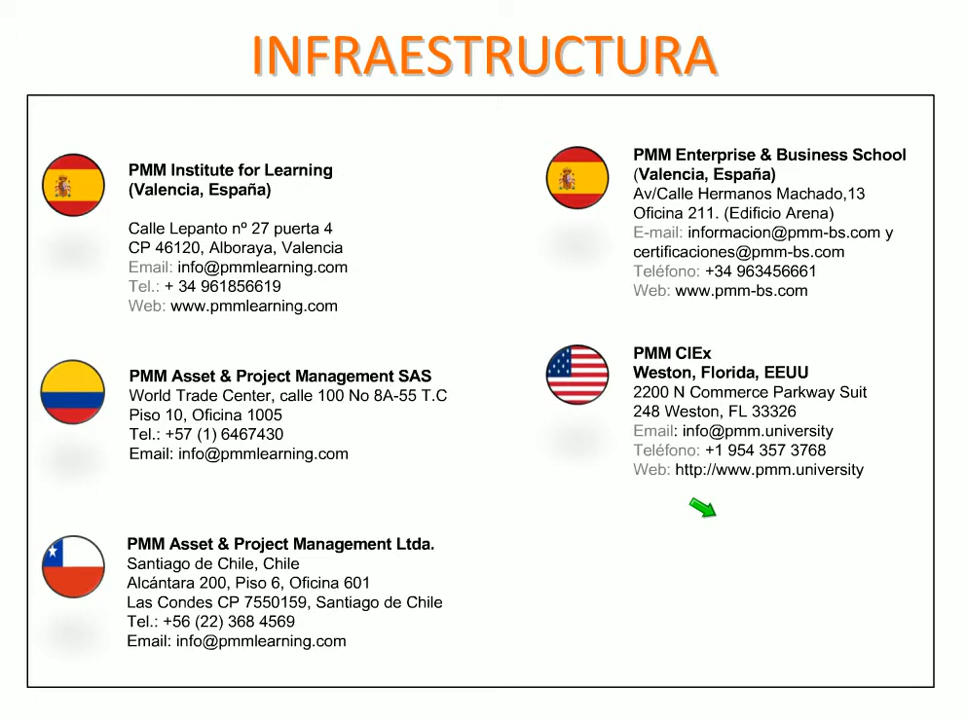 INFRAESTRUCTURA
PMM Institute for Learning
(Valencia, España)
Calle Lepanto nº 27 puerta 4
CP 46120, Alboraya, Valencia
Email: info@pmmlearning.com
Tel.: + 34 961856619
Web: www.pmmlearning.com
PMM Asset & Project Management SAS
World Trade Center, calle 100 No 8A-55 T.C
Piso 10, Oficina 1005
Tel.: +57 (1) 6467430
Email: info@pmmlearning.com
PMM Asset & Project Management Ltda.
Santiago de Chile, Chile
Alcántara 200, Piso 6, Oficina 601
Las Condes CP 7550159, Santiago de Chile
Tel.: +56 (22) 368 4569
Email: info@pmmlearning.com
PMM Enterprise & Business School
(Valencia, España)
Av/Calle Hermanos Machado,13
Oficina 211. (Edificio Arena)
E-mail: informacion@pmm-bs.com y
certificaciones@pmm-bs.com
Teléfono: +34 963456661
Web: www.pmm-bs.com
PMM CIEx
Weston, Florida, EEUU
2200 N Commerce Parkway Suit
248 Weston, FL 33326
Email: info@pmm.university
Teléfono: +1 954 357 3768
Web: http://www.pmm.university